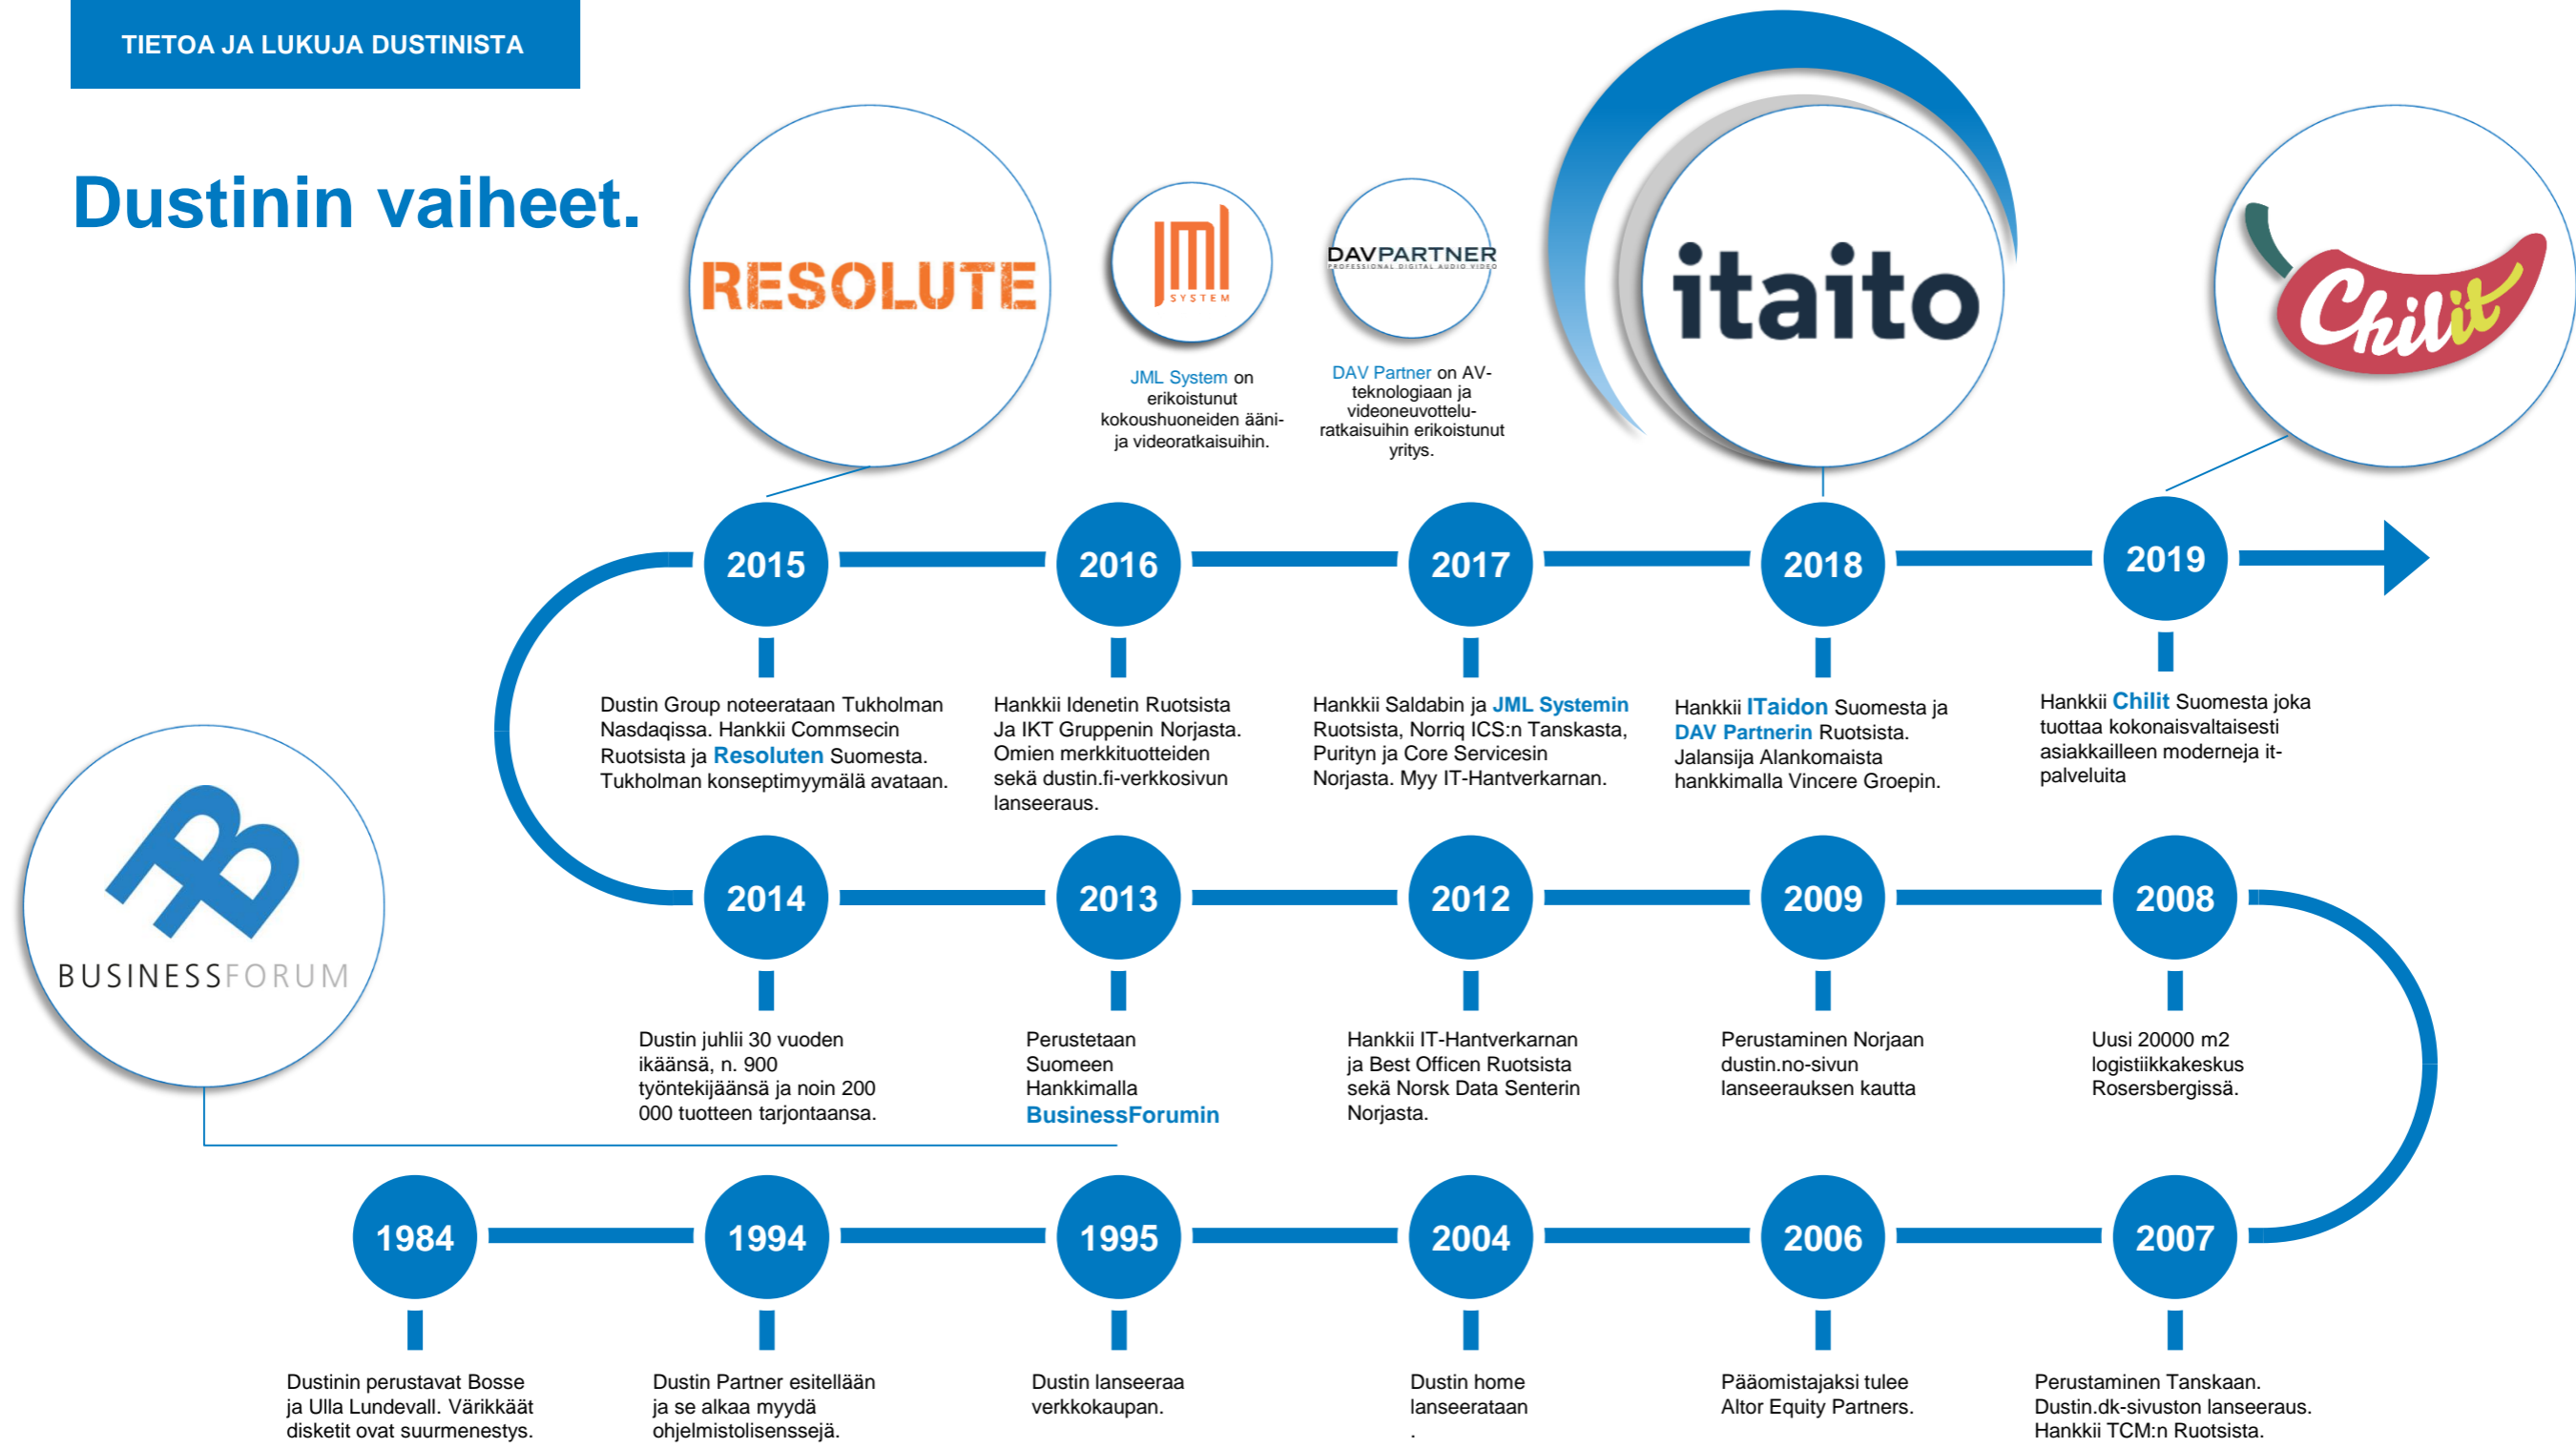 TIETOA JA LUKUJA DUSTINISTA
Dustinin vaiheet.
RESOLUTE
jml
SYSTEM
JML System on
erikoistunut
kokoushuoneiden ääni-
ja videoratkaisuihin.
DAVPARTNER
PROFESSIONAL DIGITAL AUDIO VIDEO
DAV Partner on AV-
teknologiaan ja
videoneuvottelu-
ratkaisuihin erikoistunut
yritys.
itaito
Chilit
2015
2016
2017
2018
2019
Dustin Group noteerataan Tukholman
Nasdaqissa. Hankkii Commsecin
Ruotsista ja Resoluten Suomesta.
Tukholman konseptimyymälä avataan.
Hankkii Idenetin Ruotsista
Ja IKT Gruppenin Norjasta.
Omien merkkituotteiden
sekä dustin.fi-verkkosivun
lanseeraus.
Hankkii Saldabin ja JML Systemin
Ruotsista, Norriq ICS:n Tanskasta,
Purityn ja Core Servicesin
Norjasta. Myy IT-Hantverkarnan.
Hankkii ITaidon Suomesta ja
DAV Partnerin Ruotsista.
Jalansija Alankomaista
hankkimalla Vincere Groepin.
Hankkii Chilit Suomesta joka
tuottaa kokonaisvaltaisesti
asiakkailleen moderneja it-
palveluita
BUSINESSFORUM
2014
2013
2012
2009
2008
Dustin juhlii 30 vuoden
ikäänsä, n. 900
työntekijäänsä ja noin 200
000 tuotteen tarjontaansa.
Perustetaan
Suomeen
Hankkimalla
BusinessForumin
Hankkii IT-Hantverkarnan
ja Best Officen Ruotsista
sekä Norsk Data Senterin
Norjasta.
Perustaminen Norjaan
dustin.no-sivun
lanseerauksen kautta
Uusi 20000 m2
logistiikkakeskus
Rosersbergissä.
1984
1994
1995
2004
2006
2007
Dustinin perustavat Bosse
ja Ulla Lundevall. Värikkäät
disketit ovat suurmenestys.
Dustin Partner esitellään
ja se alkaa myydä
ohjelmistolisenssejä.
Dustin lanseeraa
verkkokaupan.
Dustin home
lanseerataan
.
Pääomistajaksi tulee
Altor Equity Partners.
Perustaminen Tanskaan.
Dustin.dk-sivuston lanseeraus.
Hankkii TCM:n Ruotsista.